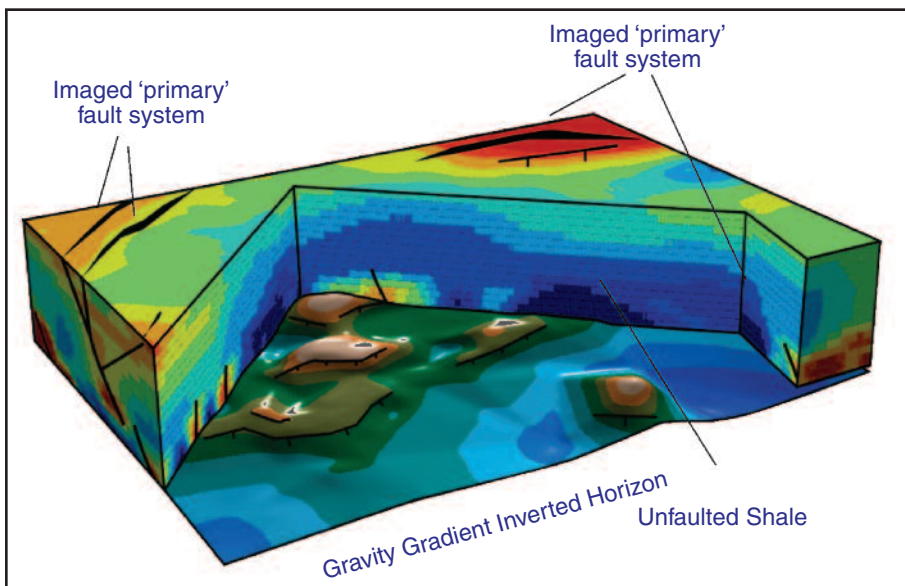 Imaged ‘primary’
fault system
Imaged ‘primary’
fault system
Gravity Gradient Inverted Horizon
Unfaulted Shale